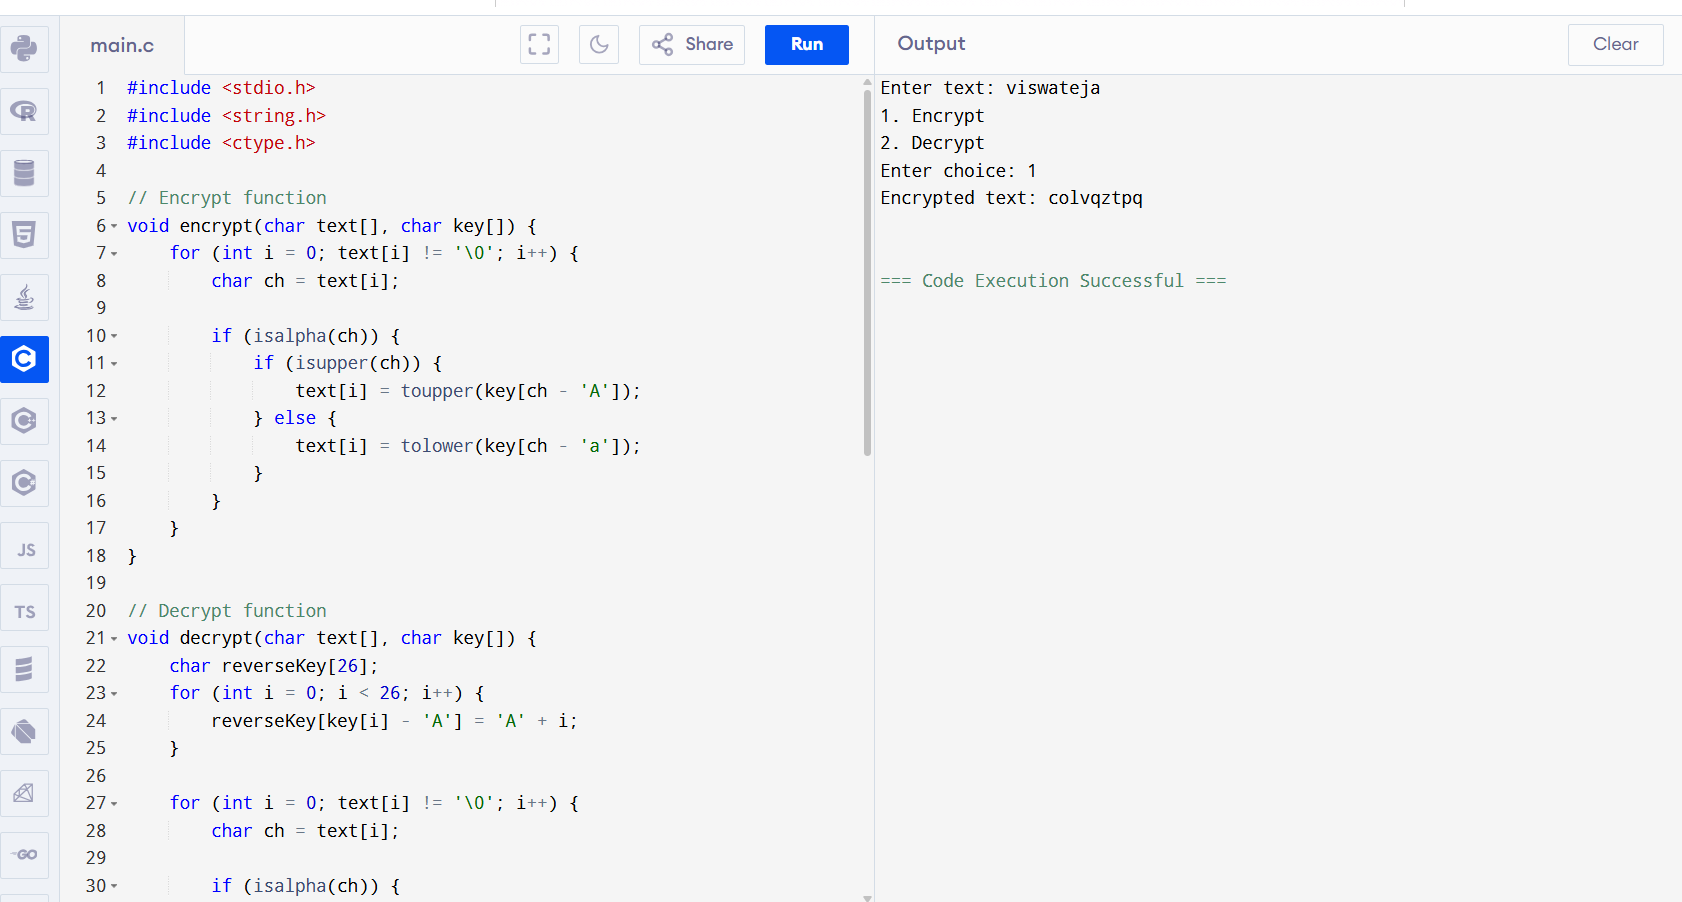 main.c
Share
Run
Output
Clear
1 #include <stdio.h>
2 #include <string.h>
3 #include <ctype.h>
4
5 // Encrypt function
6 void encrypt(char text[], char key[]) {
7     for (int i = 0; text[i] != '\0'; i++) {
8         char ch = text[i];
9
10         if (isalpha(ch)) {
11             if (isupper(ch)) {
12                 text[i] = toupper(key[ch - 'A']);
13             } else {
14                 text[i] = tolower(key[ch - 'a']);
15             }
16         }
17     }
18 }
19
20 // Decrypt function
21 void decrypt(char text[], char key[]) {
22     char reverseKey[26];
23     for (int i = 0; i < 26; i++) {
24         reverseKey[key[i] - 'A'] = 'A' + i;
25     }
26
27     for (int i = 0; text[i] != '\0'; i++) {
28         char ch = text[i];
29
30         if (isalpha(ch)) {
Enter text: viswateja
1. Encrypt
2. Decrypt
Enter choice: 1
Encrypted text: colvqztpq
=== Code Execution Successful ===
R
5
C
C
C
JS
TS
GO